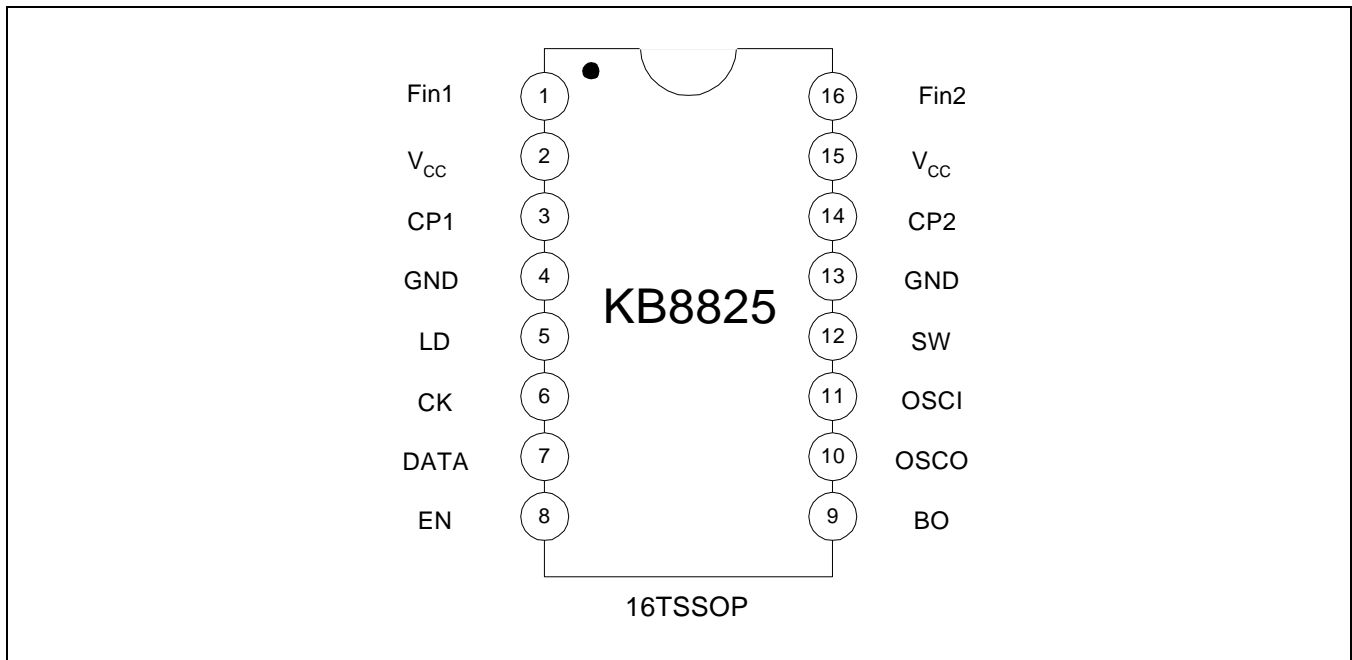 Fin1 1 16 Fin2
VCC 2 15 VCC
CP1 3 14 CP2
GND 4 13 GND
KB8825
LD 5 12 SW
CK 6 11 OSCI
DATA 7 10 OSCO
EN 8 9 BO
16TSSOP